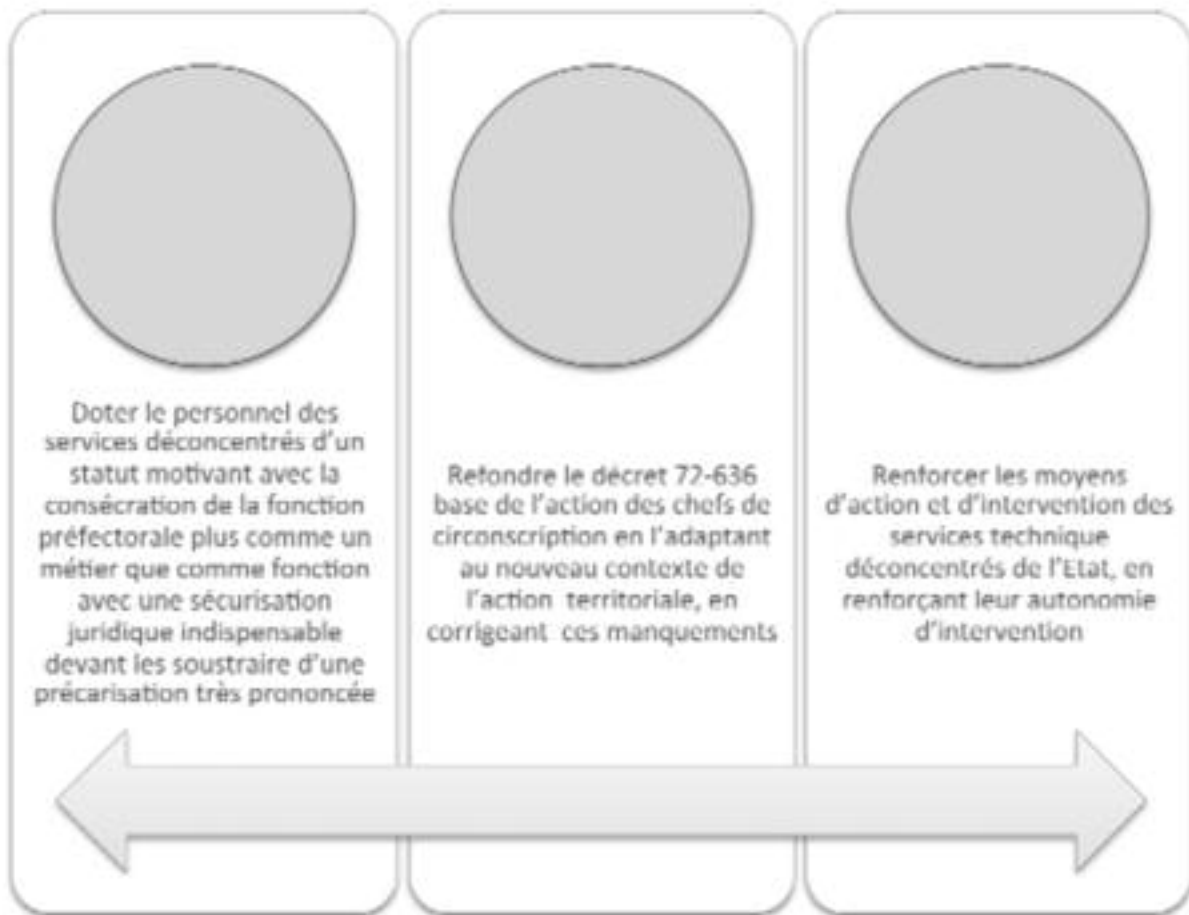 Doter le personnel des
services déconcentrés d’un
statut motivant avec la
consécration de la fonction
préfectorale plus comme un
métier que comme fonction
avec une sécurisation
juridique indispensable
devant les soustraire d’une
précarisation très prononcée
Refondre le décret 72-636
base de l’action des chefs de
circonscription en l’adaptant
au nouveau contexte de
l’action territoriale, en
corrigeant ces manquements
Renforcer les moyens
d’action et d’intervention des
services technique
déconcentrés de l’Etat, en
renforçant leur autonomie
d’intervention